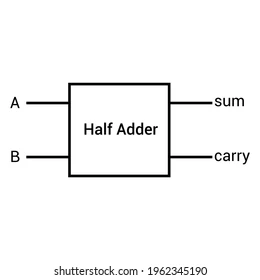 A
sum
Half Adder
B
carry
shutterstock.com · 1962345190